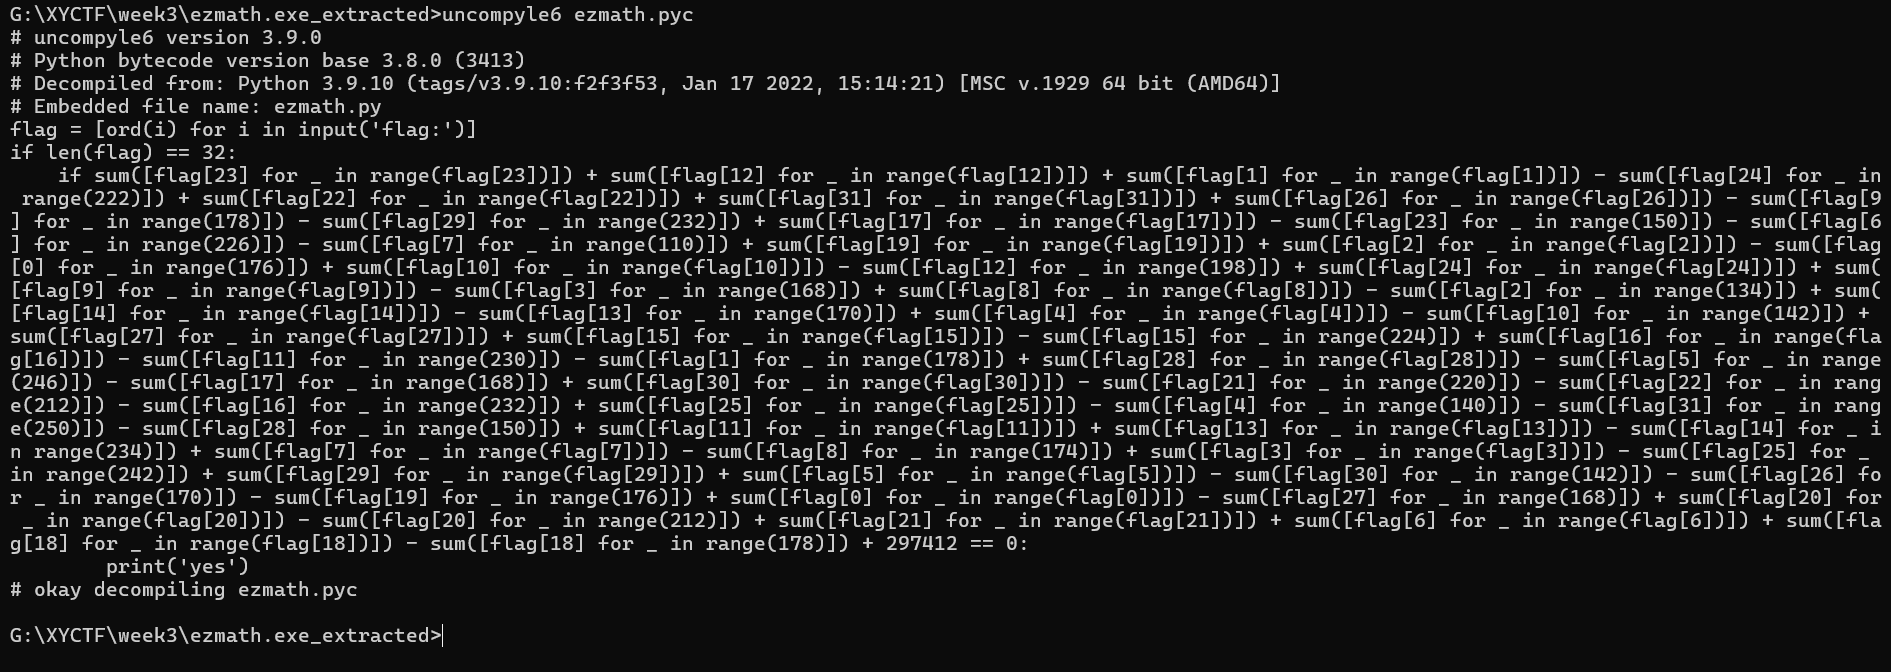 G:\XYCTF\week3\ezmath.exe_extracted>uncompyle6 ezmath.pyc
# uncompyle6 version 3.9.0
# Python bytecode version base 3.8.0 (3413)
# Decompiled from: Python 3.9.10 (tags/v3.9.10:f2f3f53, Jan 17 2022, 15:14:21) [MSC v.1929 64 bit (AMD64)]
# Embedded file name: ezmath.py
flag = [ord(i) for i in input('flag:')]
if len(flag) == 32:
    if sum([flag[23] for _ in range(flag[23])]) + sum([flag[12] for _ in range(flag[12])]) + sum([flag[1] for _ in range(flag[1])]) - sum([flag[24] for _ in
 range(222)]) + sum([flag[22] for _ in range(flag[22])]) + sum([flag[31] for _ in range(flag[31])]) + sum([flag[26] for _ in range(flag[26])]) - sum([flag[9
] for _ in range(178)]) - sum([flag[29] for _ in range(232)]) + sum([flag[17] for _ in range(flag[17])]) - sum([flag[23] for _ in range(150)]) - sum([flag[6
] for _ in range(226)]) - sum([flag[7] for _ in range(110)]) + sum([flag[19] for _ in range(flag[19])]) + sum([flag[2] for _ in range(flag[2])]) - sum([flag
[0] for _ in range(176)]) + sum([flag[10] for _ in range(flag[10])]) - sum([flag[12] for _ in range(198)]) + sum([flag[24] for _ in range(flag[24])]) + sum(
[flag[9] for _ in range(flag[9])]) - sum([flag[3] for _ in range(168)]) + sum([flag[8] for _ in range(flag[8])]) - sum([flag[2] for _ in range(134)]) + sum(
[flag[14] for _ in range(flag[14])]) - sum([flag[13] for _ in range(170)]) + sum([flag[4] for _ in range(flag[4])]) - sum([flag[10] for _ in range(142)]) +
sum([flag[27] for _ in range(flag[27])]) + sum([flag[15] for _ in range(flag[15])]) - sum([flag[15] for _ in range(224)]) + sum([flag[16] for _ in range(fla
g[16])]) - sum([flag[11] for _ in range(230)]) - sum([flag[1] for _ in range(178)]) + sum([flag[28] for _ in range(flag[28])]) - sum([flag[5] for _ in range
(246)]) - sum([flag[17] for _ in range(168)]) + sum([flag[30] for _ in range(flag[30])]) - sum([flag[21] for _ in range(220)]) - sum([flag[22] for _ in rang
e(212)]) - sum([flag[16] for _ in range(232)]) + sum([flag[25] for _ in range(flag[25])]) - sum([flag[4] for _ in range(140)]) - sum([flag[31] for _ in rang
e(250)]) - sum([flag[28] for _ in range(150)]) + sum([flag[11] for _ in range(flag[11])]) + sum([flag[13] for _ in range(flag[13])]) - sum([flag[14] for _ i
n range(234)]) + sum([flag[7] for _ in range(flag[7])]) - sum([flag[8] for _ in range(174)]) + sum([flag[3] for _ in range(flag[3])]) - sum([flag[25] for _
in range(242)]) + sum([flag[29] for _ in range(flag[29])]) + sum([flag[5] for _ in range(flag[5])]) - sum([flag[30] for _ in range(142)]) - sum([flag[26] fo
r _ in range(170)]) - sum([flag[19] for _ in range(176)]) + sum([flag[0] for _ in range(flag[0])]) - sum([flag[27] for _ in range(168)]) + sum([flag[20] for
 _ in range(flag[20])]) - sum([flag[20] for _ in range(212)]) + sum([flag[21] for _ in range(flag[21])]) + sum([flag[6] for _ in range(flag[6])]) + sum([fla
g[18] for _ in range(flag[18])]) - sum([flag[18] for _ in range(178)]) + 297412 == 0:
        print('yes')
# okay decompiling ezmath.pyc
G:\XYCTF\week3\ezmath.exe_extracted>